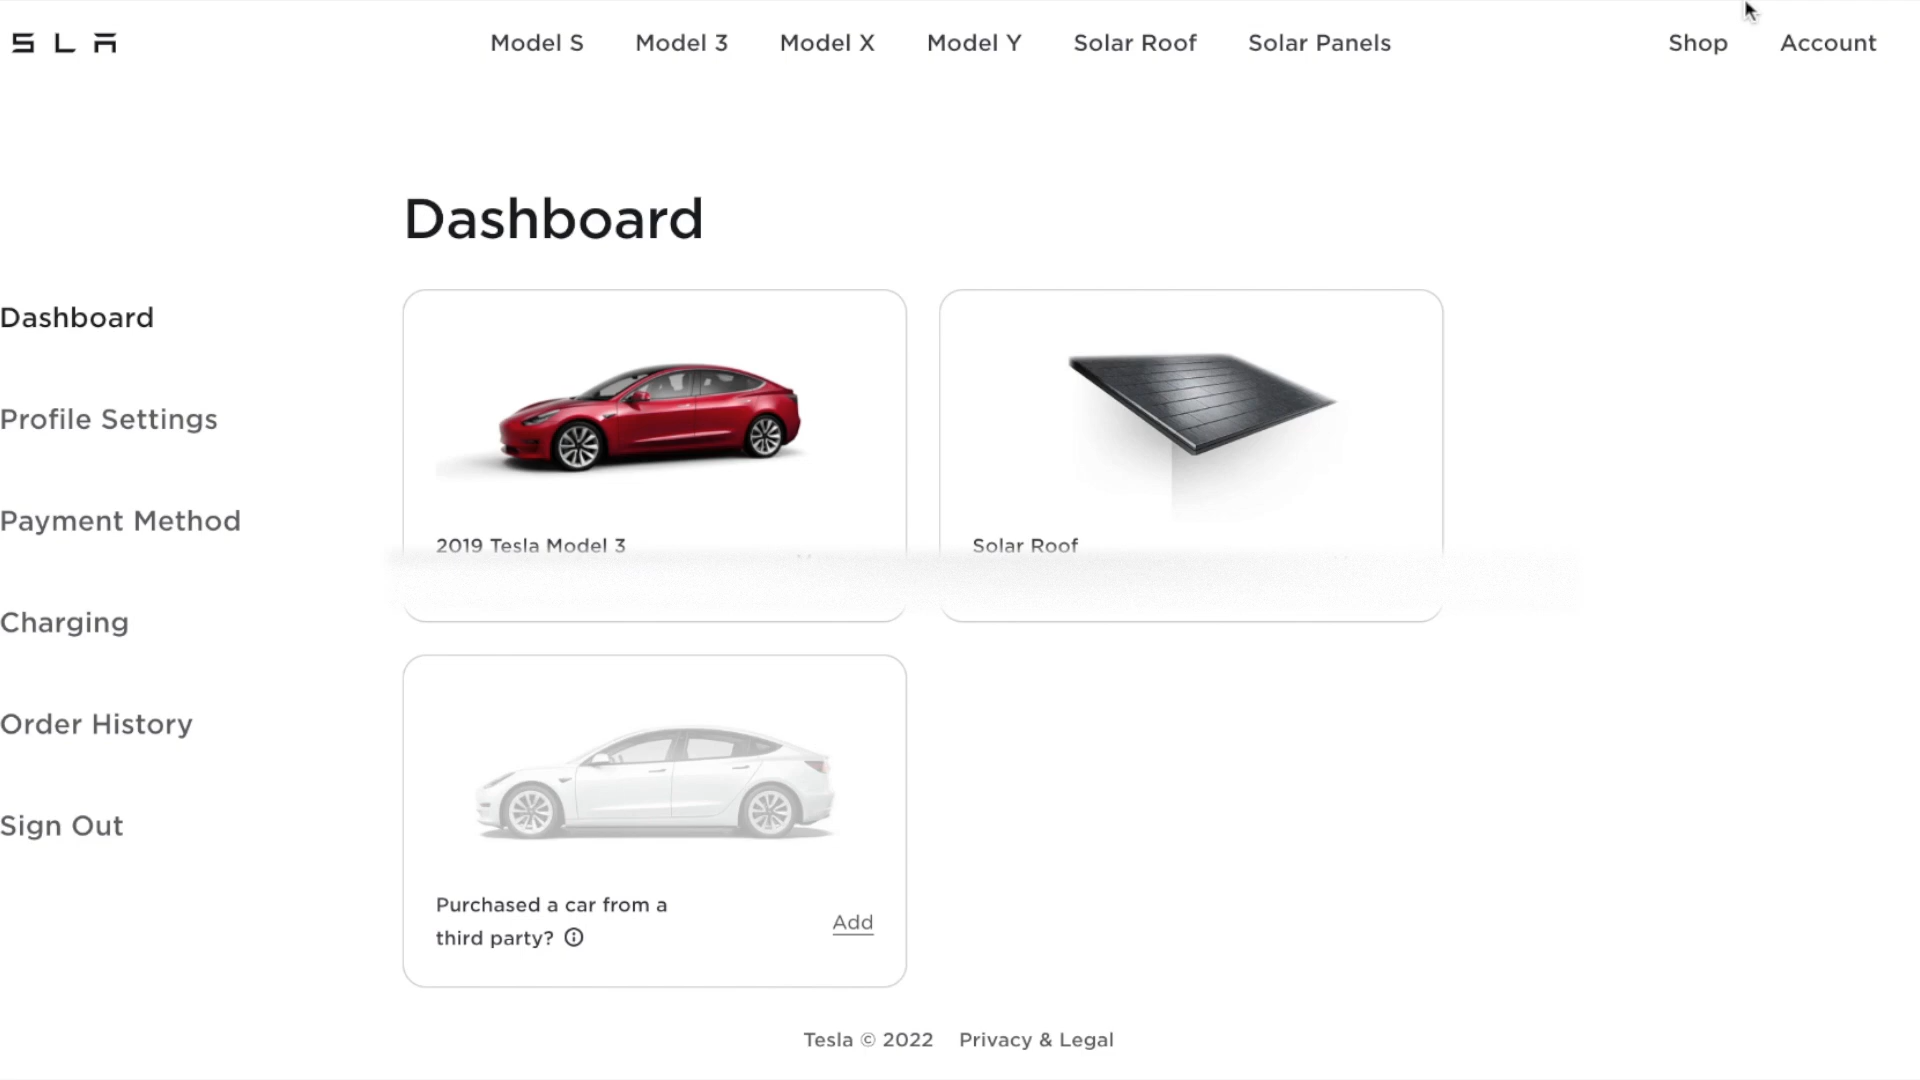 SLA
Model S Model 3 Model X Model Y Solar Roof Solar Panels Shop Account
Dashboard
Dashboard
Profile Settings
Payment Method
Charging
Order History
Sign Out
2019 Tesla Model 3
Solar Roof
Purchased a car from a
third party?
Add
Tesla © 2022 Privacy & Legal